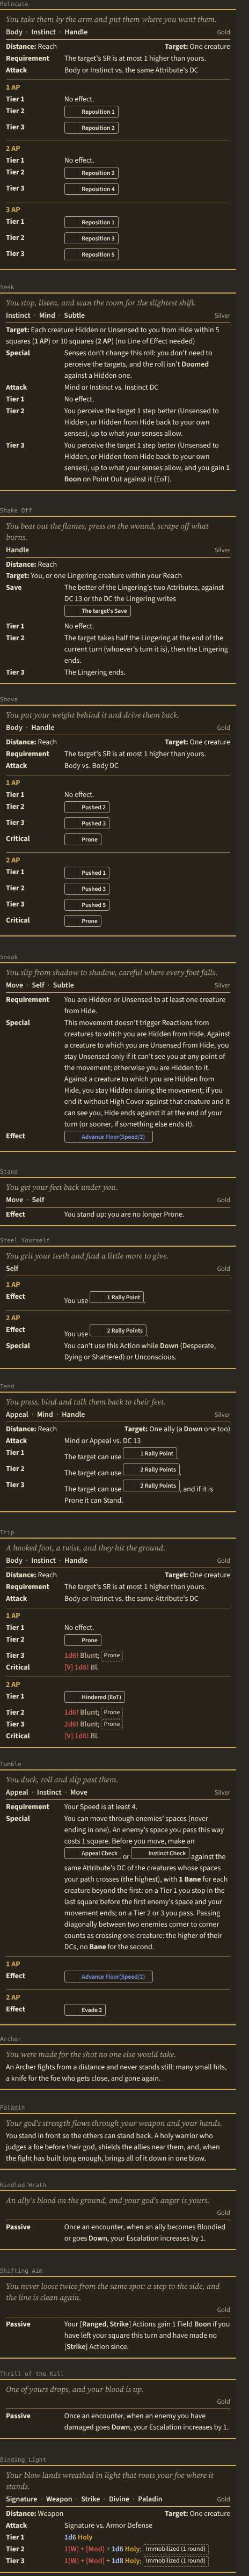 Relocate
You take them by the arm and put them where you want them.
Body · Instinct · Handle Gold
Distance: Reach Target: One creature
Requirement The target's SR is at most 1 higher than yours.
Attack Body or Instinct vs. the same Attribute's DC
1 AP
Tier 1 No effect.
Tier 2 Reposition 1
Tier 3 Reposition 2
2 AP
Tier 1 No effect.
Tier 2 Reposition 2
Tier 3 Reposition 4
3 AP
Tier 1 Reposition 1
Tier 2 Reposition 3
Tier 3 Reposition 5
Seek
You stop, listen, and scan the room for the slightest shift.
Instinct · Mind · Subtle Silver
Target: Each creature Hidden or Unsensed to you from Hide within 5
squares (1 AP) or 10 squares (2 AP) (no Line of Effect needed)
Special Senses don't change this roll: you don't need to
perceive the targets, and the roll isn't Doomed
against a Hidden one.
Attack Mind or Instinct vs. Instinct DC
Tier 1 No effect.
Tier 2 You perceive the target 1 step better (Unsensed to
Hidden, or Hidden from Hide back to your own
senses), up to what your senses allow.
Tier 3 You perceive the target 1 step better (Unsensed to
Hidden, or Hidden from Hide back to your own
senses), up to what your senses allow, and you gain 1
Boon on Point Out against it (EoT).
Shake Off
You beat out the flames, press on the wound, scrape off what
burns.
Handle Silver
Distance: Reach
Target: You, or one Lingering creature within your Reach
Save The better of the Lingering's two Attributes, against
DC 13 or the DC the Lingering writes
The target's Save
Tier 1 No effect.
Tier 2 The target takes half the Lingering at the end of the
current turn (whoever's turn it is), then the Lingering
ends.
Tier 3 The Lingering ends.
Shove
You put your weight behind it and drive them back.
Body · Handle Gold
Distance: Reach Target: One creature
Requirement The target's SR is at most 1 higher than yours.
Attack Body vs. Body DC
1 AP
Tier 1 No effect.
Tier 2 Pushed 2
Tier 3 Pushed 3
Critical Prone
2 AP
Tier 1 Pushed 1
Tier 2 Pushed 3
Tier 3 Pushed 5
Critical Prone
Sneak
You slip from shadow to shadow, careful where every foot falls.
Move · Self · Subtle Silver
Requirement You are Hidden or Unsensed to at least one creature
from Hide.
Special This movement doesn't trigger Reactions from
creatures to which you are Hidden from Hide. Against
a creature to which you are Unsensed from Hide, you
stay Unsensed only if it can't see you at any point of
the movement; otherwise you are Hidden to it.
Against a creature to which you are Hidden from
Hide, you stay Hidden during the movement; if you
end it without High Cover against that creature and it
can see you, Hide ends against it at the end of your
turn (or sooner, if something else ends it).
Effect Advance Floor(Speed/2)
Stand
You get your feet back under you.
Move · Self Gold
Effect You stand up: you are no longer Prone.
Steel Yourself
You grit your teeth and find a little more to give.
Self Gold
1 AP
Effect You use 1 Rally Point.
2 AP
Effect You use 2 Rally Points.
Special You can't use this Action while Down (Desperate,
Dying or Shattered) or Unconscious.
Tend
You press, bind and talk them back to their feet.
Appeal · Mind · Handle Silver
Distance: Reach Target: One ally (a Down one too)
Attack Mind or Appeal vs. DC 13
Tier 1 The target can use 1 Rally Point.
Tier 2 The target can use 2 Rally Points.
Tier 3 The target can use 2 Rally Points, and if it is
Prone it can Stand.
Trip
A hooked foot, a twist, and they hit the ground.
Body · Instinct · Handle Gold
Distance: Reach Target: One creature
Requirement The target's SR is at most 1 higher than yours.
Attack Body or Instinct vs. the same Attribute's DC
1 AP
Tier 1 No effect.
Tier 2 Prone
Tier 3 1d6! Blunt; Prone
Critical [V] 1d6! Bl.
2 AP
Tier 1 Hindered (EoT)
Tier 2 1d6! Blunt; Prone
Tier 3 2d6! Blunt; Prone
Critical [V] 1d6! Bl.
Tumble
You duck, roll and slip past them.
Appeal · Instinct · Move Silver
Requirement Your Speed is at least 4.
Special You can move through enemies' spaces (never
ending in one). An enemy's space you pass this way
costs 1 square. Before you move, make an
Appeal Check or Instinct Check against the
same Attribute's DC of the creature whose spaces
your path crosses (the highest), with 1 Bane for each
creature beyond the first: on a Tier 1 you stop in the
last square before the first enemy's space and your
movement ends; on a Tier 2 or 3 you pass. Passing
diagonally between two enemies corner to corner
counts as crossing one creature: the higher of their
DCs, no Bane for the second.
1 AP
Effect Advance Floor(Speed/2)
2 AP
Effect Evade 2
Archer
You were made for the shot no one else would take.
An Archer fights from a distance and never stands still: many small hits,
a knife for the foe who gets close, and gone again.
Paladin
Your god's strength flows through your weapon and your hands.
You stand in front so the others can stand back. A holy warrior who
judges a foe before their god, shields the allies near them, and, when
the fight has built long enough, brings all of it down in one blow.
Kindled Wrath
An ally's blood on the ground, and your god's anger is yours.
Gold
Passive Once an encounter, when an ally becomes Bloodied
or goes Down, your Escalation increases by 1.
Shifting Aim
You never loose twice from the same spot: a step to the side, and
the line is clean again.
Gold
Passive Your [Ranged, Strike] Actions gain 1 Field Boon if you
have left your square this turn and have made no
[Strike] Action since.
Thrill of the Kill
One of yours drops, and your blood is up.
Gold
Passive Once an encounter, when an enemy you have
damaged goes Down, your Escalation increases by 1.
Binding Light
Your blow lands wreathed in light that roots your foe where it
stands.
Signature · Weapon · Strike · Divine · Paladin Gold
Distance: Weapon Target: One creature
Attack Signature vs. Armor Defense
Tier 1 1d6 Holy
Tier 2 1[W] + [Mod] + 1d6 Holy; Immobilized (1 round)
Tier 3 1[W] + [Mod] + 1d8 Holy; Immobilized (1 round)